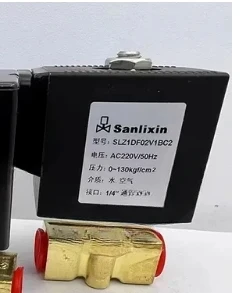 Sanlixin
型号: SLZ1DF02V1BC2
电压: AC220V/50Hz
压力: 0~130kgf/cm2
介质: 水 空气
接口: 1/4"